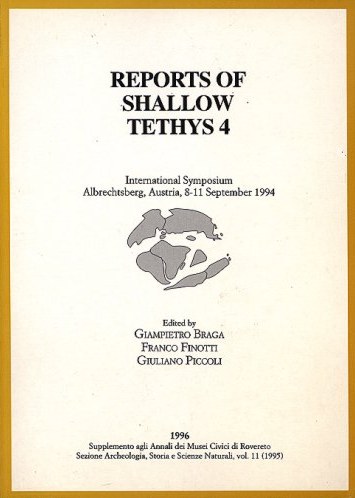 REPORTS OF
SHALLOW
TETHYS 4
International Symposium
Albrechtsberg, Austria, 8-11 September 1994
Edited by
GIAMPIETRO BRAGA
FRANCO FINOTTI
GIULIANO PICCOLI
1996
Supplemento agli Annali dei Musei Civici di Rovereto
Sezione Archeologia, Storia e Scienze Naturali, vol. 11 (1995)